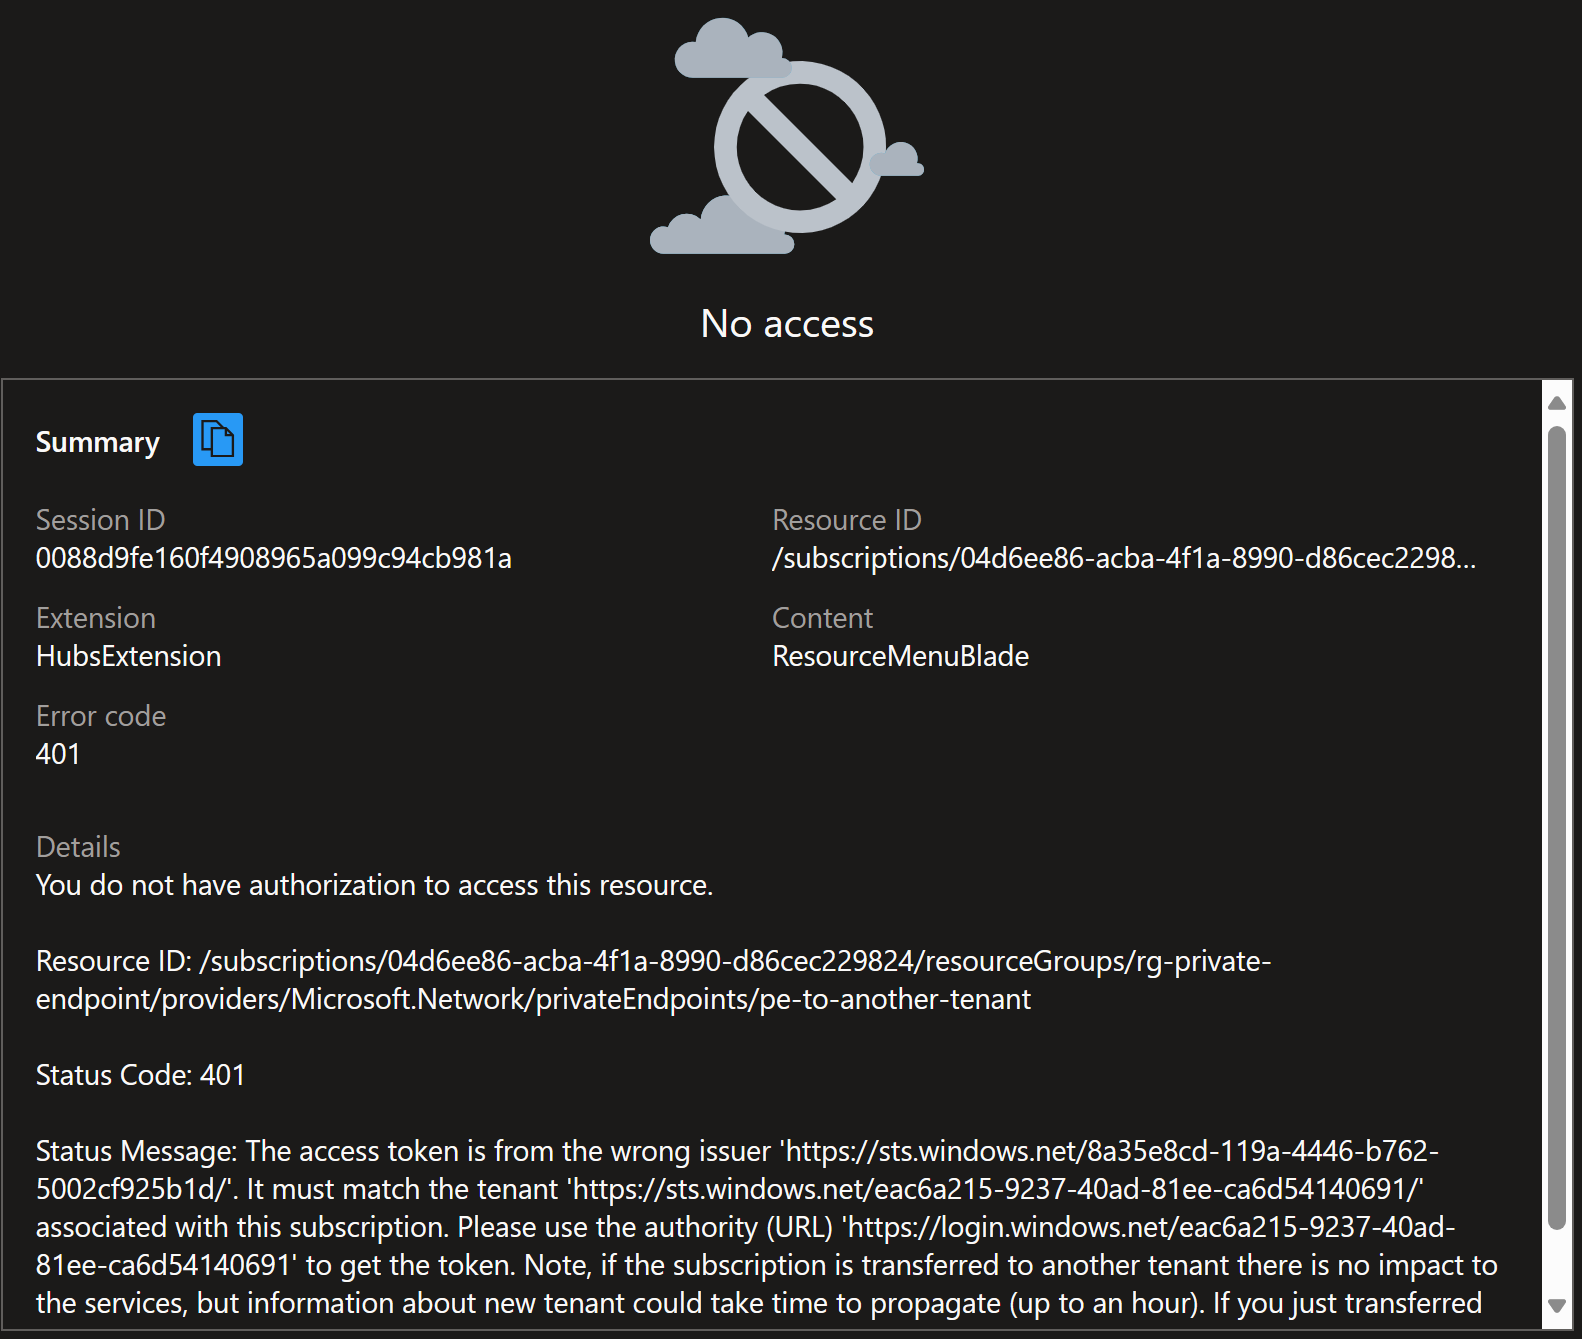 No access
Summary
Session ID
0088d9fe160f4908965a099c94cb981a
Resource ID
/subscriptions/04d6ee86-acba-4f1a-8990-d86cec2298...
Extension
HubsExtension
Content
ResourceMenuBlade
Error code
401
Details
You do not have authorization to access this resource.
Resource ID: /subscriptions/04d6ee86-acba-4f1a-8990-d86cec229824/resourceGroups/rg-private-
endpoint/providers/Microsoft.Network/privateEndpoints/pe-to-another-tenant
Status Code: 401
Status Message: The access token is from the wrong issuer 'https://sts.windows.net/8a35e8cd-119a-4446-b762-
5002cf925b1d/'. It must match the tenant 'https://sts.windows.net/eac6a215-9237-40ad-81ee-ca6d54140691/'
associated with this subscription. Please use the authority (URL) 'https://login.windows.net/eac6a215-9237-40ad-
81ee-ca6d54140691' to get the token. Note, if the subscription is transferred to another tenant there is no impact to
the services, but information about new tenant could take time to propagate (up to an hour). If you just transferred